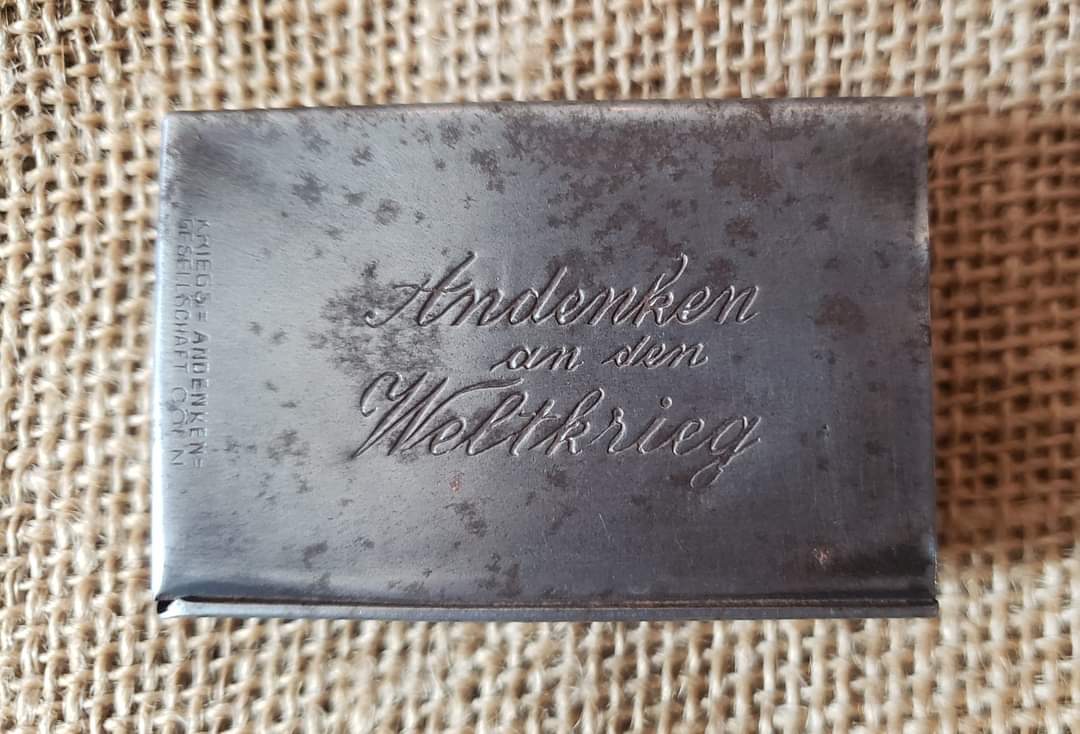 Andenken
an den
Weltkrieg
KRIEGS= ANDENKEN=
GESELLSCHAFT CÖLN